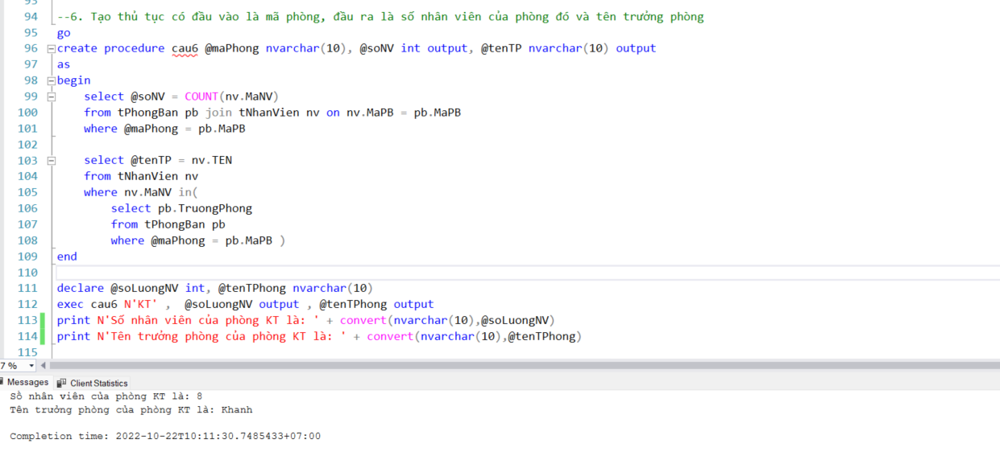 93
94 --6. Tạo thủ tục có đầu vào là mã phòng, đầu ra là số nhân viên của phòng đó và tên trưởng phòng
95 go
96 create procedure cau6 @maPhong nvarchar(10), @soNV int output, @tenTP nvarchar(10) output
97 as
98 begin
99 select @soNV = COUNT(nv.MaNV)
100 from tPhongBan pb join tNhanVien nv on nv.MaPB = pb.MaPB
101 where @maPhong = pb.MaPB
102
103 select @tenTP = nv.TEN
104 from tNhanVien nv
105 where nv.MaNV in(
106 select pb.TruongPhong
107 from tPhongBan pb
108 where @maPhong = pb.MaPB )
109 end
110
111 declare @soLuongNV int, @tenTPhong nvarchar(10)
112 exec cau6 N'KT' , @soLuongNV output , @tenTPhong output
113 print N'Số nhân viên của phòng KT là: ' + convert(nvarchar(10),@soLuongNV)
114 print N'Tên trưởng phòng của phòng KT là: ' + convert(nvarchar(10),@tenTPhong)
115
7 %
Messages Client Statistics
Số nhân viên của phòng KT là: 8
Tên trưởng phòng của phòng KT là: Khanh
Completion time: 2022-10-22T10:11:30.7485433+07:00